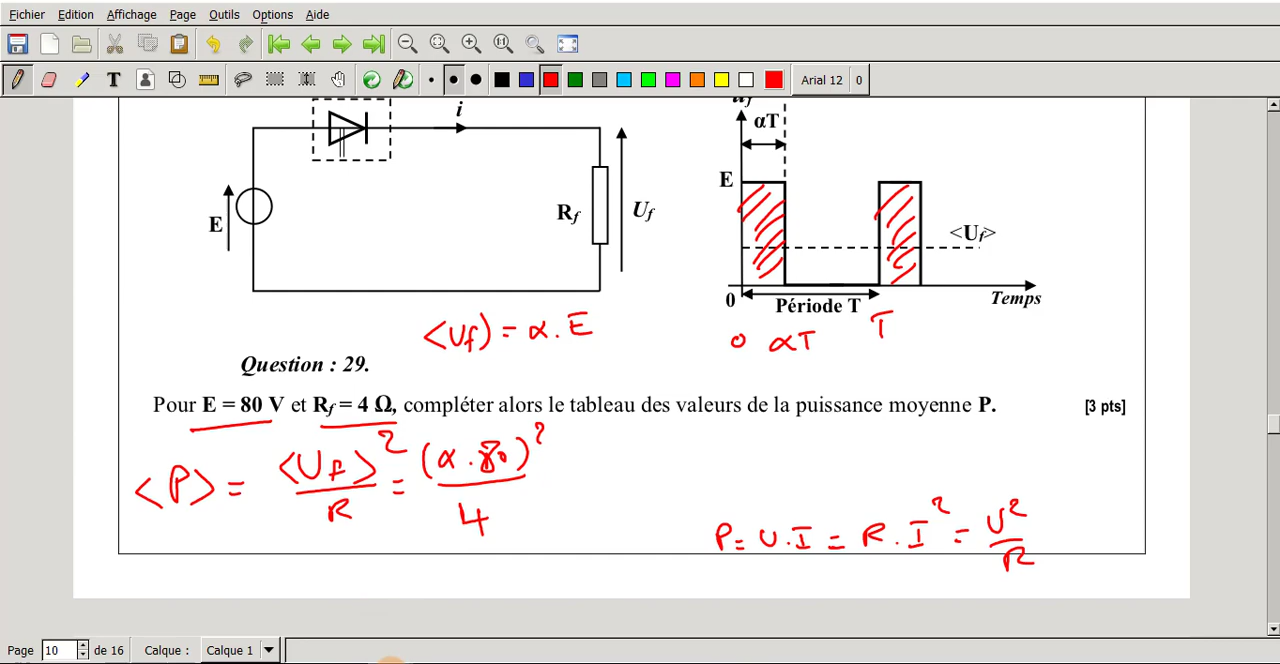 Fichier Edition Affichage Page Outils Options Aide
T Arial 12 0
i
E
Rf
Uf
uf
αT
E
<Uf>
0
Période T
Temps
0 αT T
<Uf) = α . E
Question : 29.
Pour E = 80 V et Rf = 4 Ω, compléter alors le tableau des valeurs de la puissance moyenne P. [3 pts]
<P> = <Uf>² / R = (α . 80)² / 4
P = U . I = R . I² = U² / R
Page 10 de 16 Calque : Calque 1